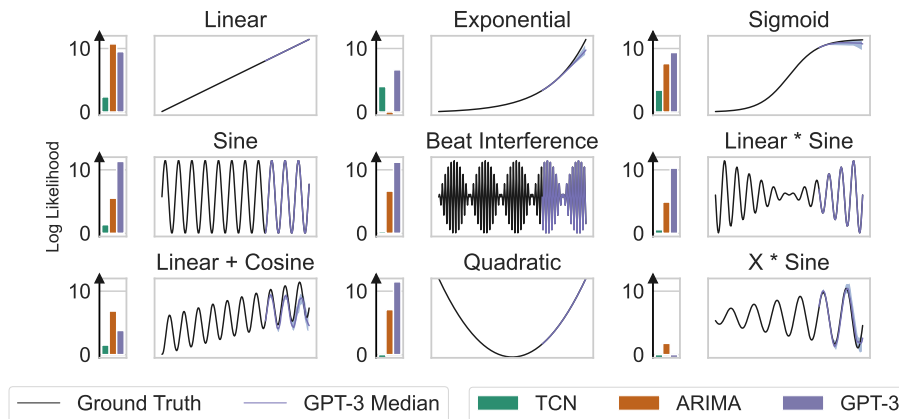 Linear Exponential Sigmoid
10 10 10
0 0 0
Sine Beat Interference Linear * Sine
10 10 10
0 0 0
Log Likelihood
Linear + Cosine Quadratic X * Sine
10 10 10
0 0 0
Ground Truth GPT-3 Median TCN ARIMA GPT-3